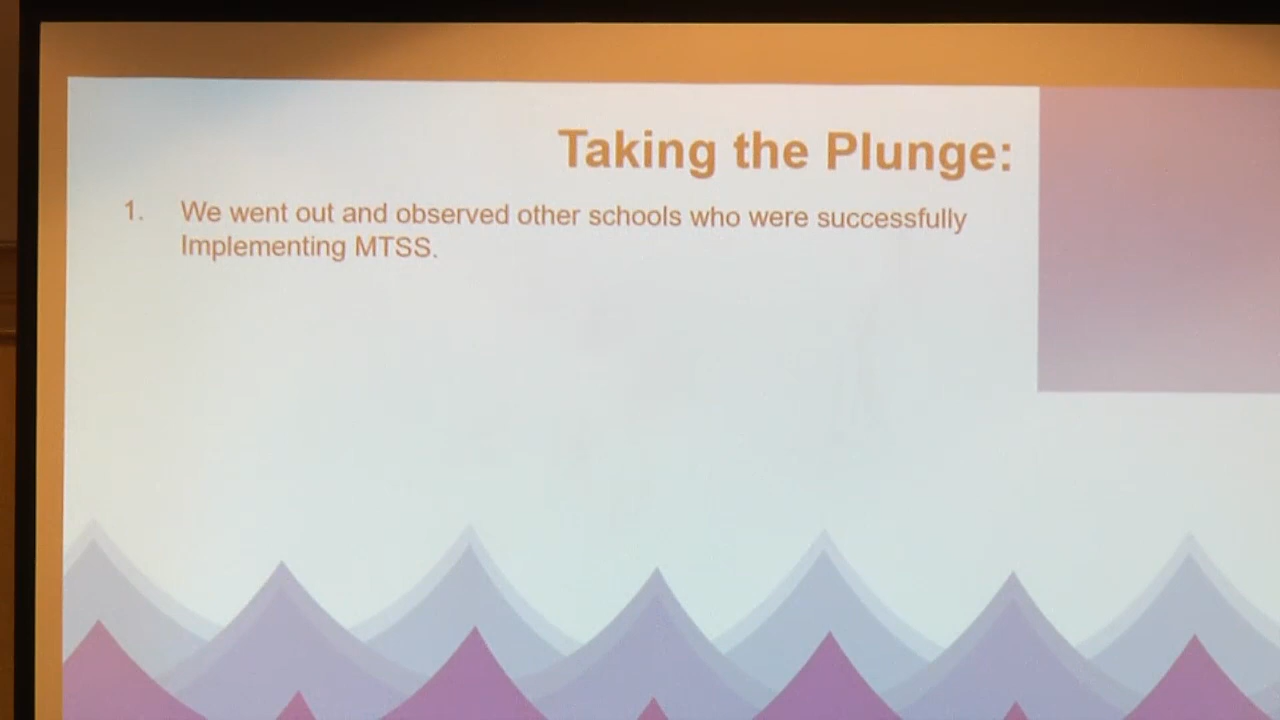 Taking the Plunge:
1. We went out and observed other schools who were successfully
Implementing MTSS.